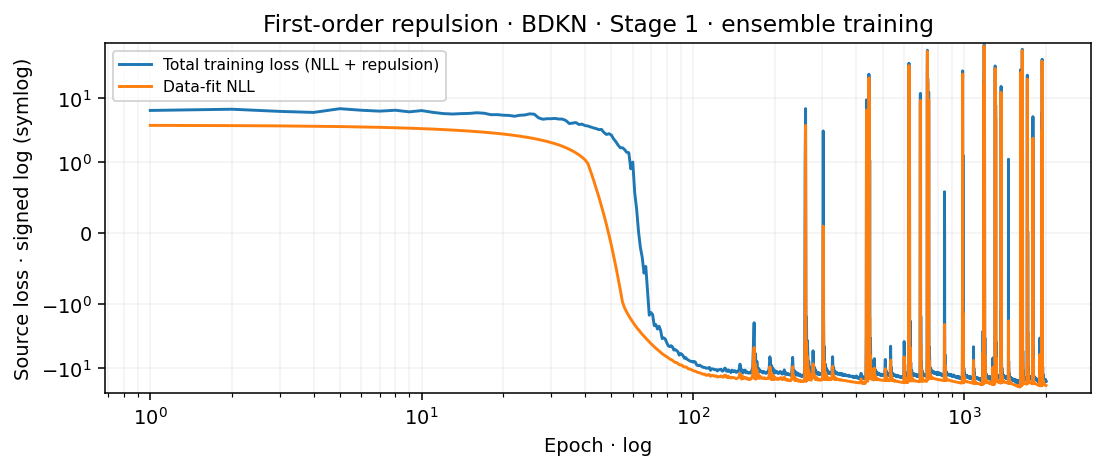 First-order repulsion · BDKN · Stage 1 · ensemble training
Total training loss (NLL + repulsion)
Data-fit NLL
Source loss · signed log (symlog)
10¹
10⁰
0
−10⁰
−10¹
10⁰ 10¹ 10² 10³
Epoch · log